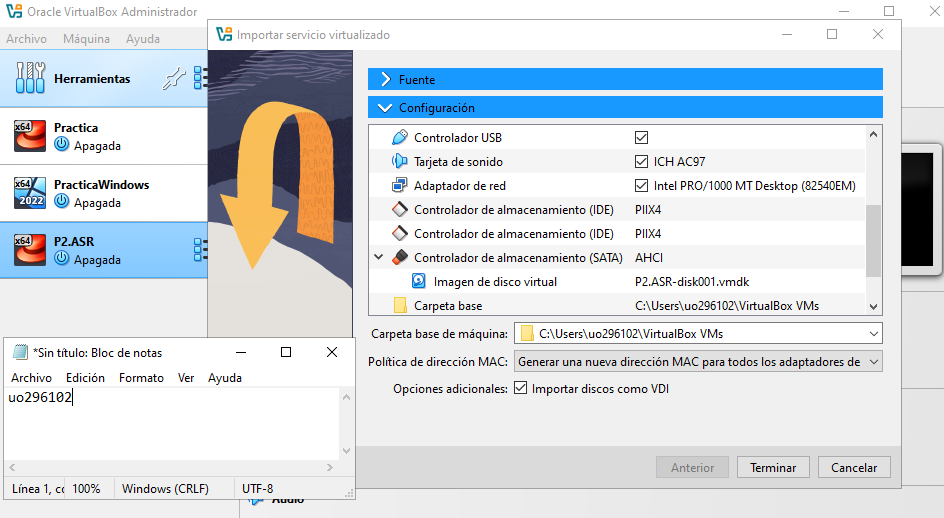 Oracle VirtualBox Administrador
Archivo Máquina Ayuda
Herramientas
x64
Practica
Apagada
x64
2022
PracticaWindows
Apagada
x64
P2.ASR
Apagada
Importar servicio virtualizado
Fuente
Configuración
Controlador USB
Tarjeta de sonido ICH AC97
Adaptador de red Intel PRO/1000 MT Desktop (82540EM)
Controlador de almacenamiento (IDE) PIIX4
Controlador de almacenamiento (IDE) PIIX4
Controlador de almacenamiento (SATA) AHCI
Imagen de disco virtual P2.ASR-disk001.vmdk
Carpeta base C:\Users\uo296102\VirtualBox VMs
Carpeta base de máquina: C:\Users\uo296102\VirtualBox VMs
Política de dirección MAC: Generar una nueva dirección MAC para todos los adaptadores de
Opciones adicionales: Importar discos como VDI
Anterior Terminar Cancelar
*Sin título: Bloc de notas
Archivo Edición Formato Ver Ayuda
uo296102
Línea 1, cc 100% Windows (CRLF) UTF-8
Audio